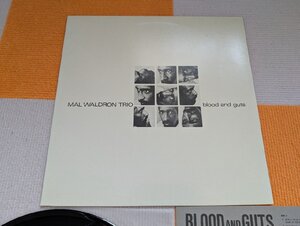 MAL WALDRON TRIO
blood and guts
BLOOD AND GUTS